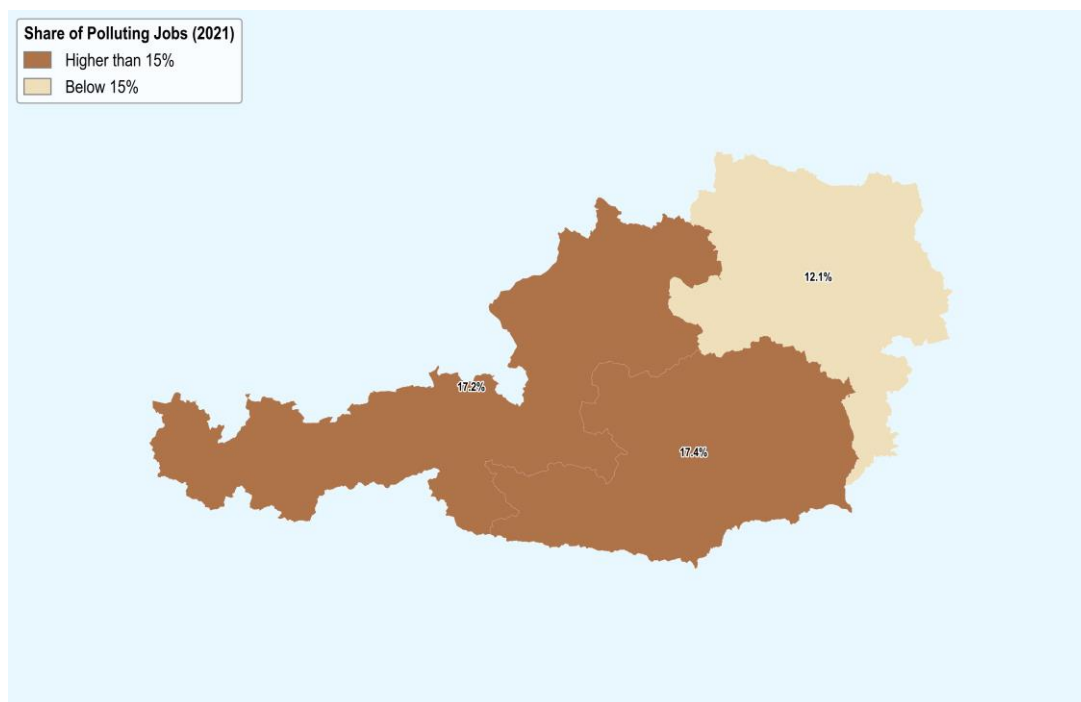 Share of Polluting Jobs (2021)
Higher than 15%
Below 15%
12.1%
17.2%
17.4%